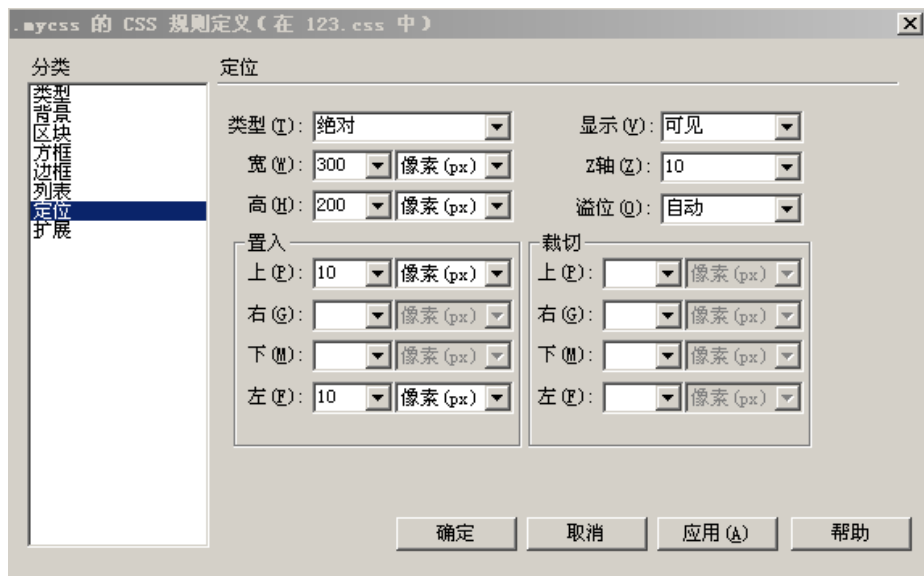 .mycss 的 CSS 规则定义（在 123.css 中）
分类
类型
背景
区块
方框
边框
列表
定位
扩展
定位
类型(T): 绝对
显示(V): 可见
宽(W): 300 像素(px)
Z轴(Z): 10
高(H): 200 像素(px)
溢位(O): 自动
置入
上(P): 10 像素(px)
右(G): 像素(px)
下(M): 像素(px)
左(F): 10 像素(px)
裁切
上(P): 像素(px)
右(G): 像素(px)
下(M): 像素(px)
左(F): 像素(px)
确定
取消
应用(A)
帮助